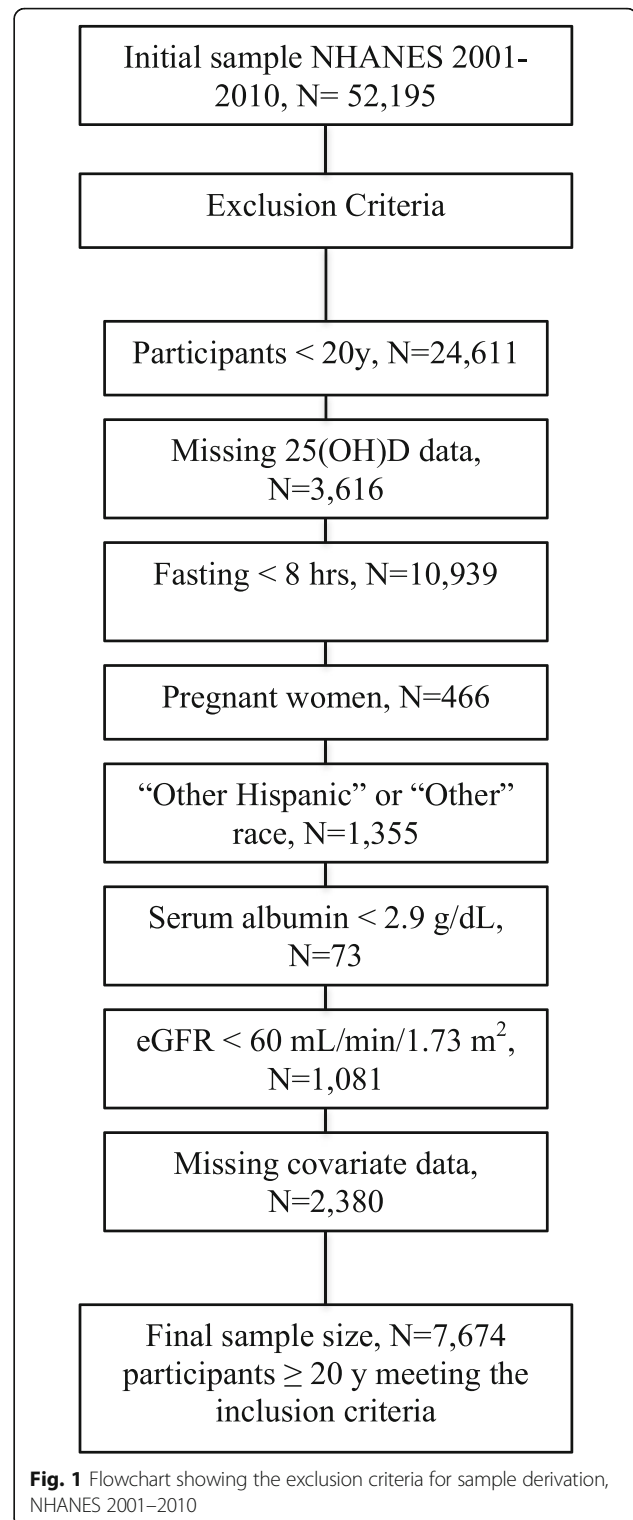 Initial sample NHANES 2001-
2010, N= 52,195
Exclusion Criteria
Participants < 20y, N=24,611
Missing 25(OH)D data,
N=3,616
Fasting < 8 hrs, N=10,939
Pregnant women, N=466
“Other Hispanic” or “Other”
race, N=1,355
Serum albumin < 2.9 g/dL,
N=73
eGFR < 60 mL/min/1.73 m²,
N=1,081
Missing covariate data,
N=2,380
Final sample size, N=7,674
participants ≥ 20 y meeting the
inclusion criteria
Fig. 1 Flowchart showing the exclusion criteria for sample derivation,
NHANES 2001–2010